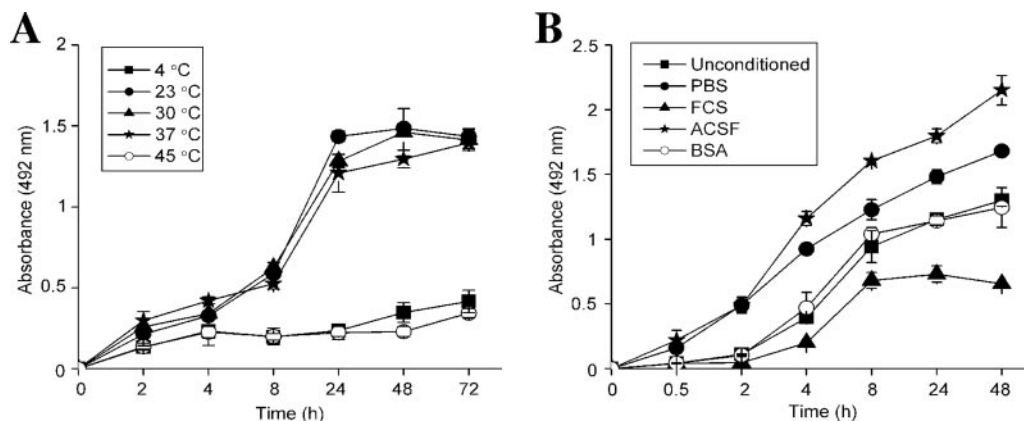 A
2
1.5
1
0.5
0
Absorbance (492 nm)
4 °C
23 °C
30 °C
37 °C
45 °C
0 2 4 8 24 48 72
Time (h)
B
2.5
2
1.5
1
0.5
0
Absorbance (492 nm)
Unconditioned
PBS
FCS
ACSF
BSA
0 0.5 2 4 8 24 48
Time (h)